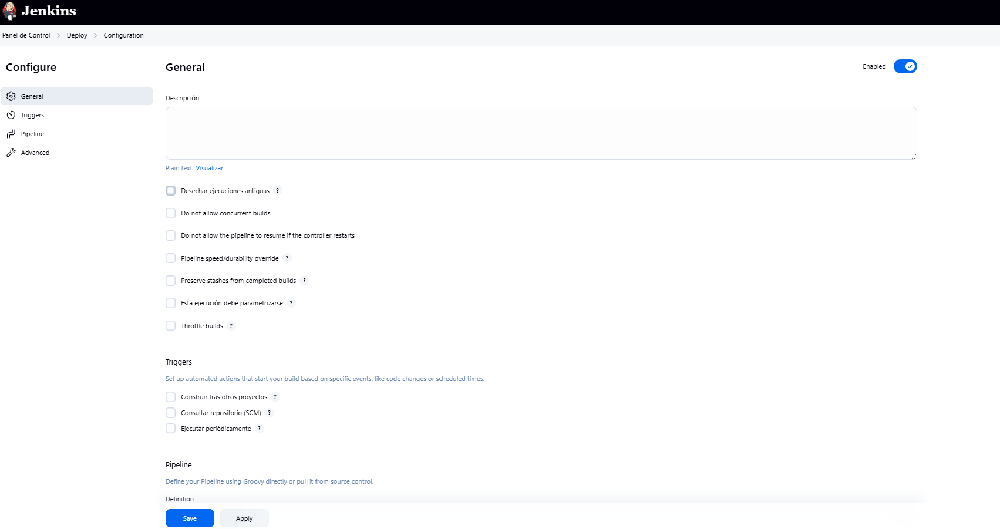 Jenkins
Panel de Control > Deploy > Configuration
Configure
General
Triggers
Pipeline
Advanced
General
Enabled
Descripción
Plain text Visualizar
Desechar ejecuciones antiguas ?
Do not allow concurrent builds
Do not allow the pipeline to resume if the controller restarts
Pipeline speed/durability override ?
Preserve stashes from completed builds ?
Esta ejecución debe parametrizarse ?
Throttle builds ?
Triggers
Set up automated actions that start your build based on specific events, like code changes or scheduled times.
Construir tras otros proyectos ?
Consultar repositorio (SCM) ?
Ejecutar periódicamente ?
Pipeline
Define your Pipeline using Groovy directly or pull it from source control.
Definition
Save Apply